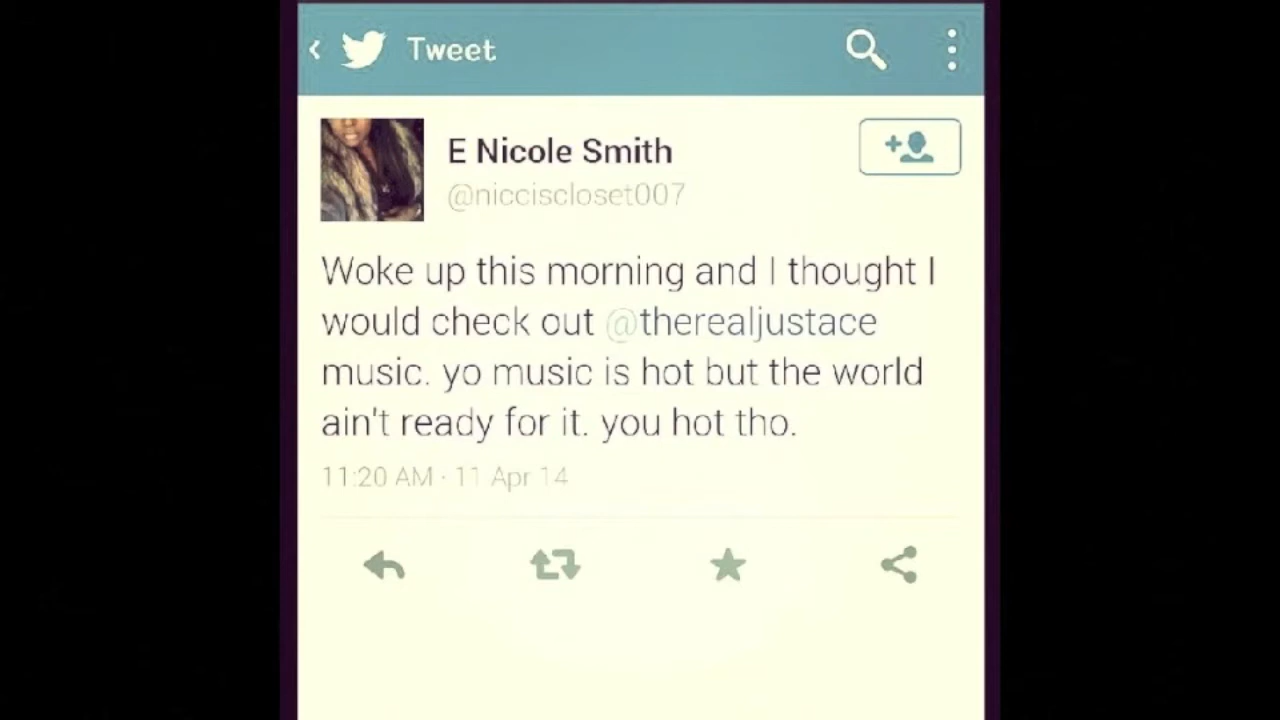 Tweet
E Nicole Smith
@nicciscloset007
Woke up this morning and I thought I
would check out @therealjustace
music. yo music is hot but the world
ain't ready for it. you hot tho.
11:20 AM · 11 Apr 14